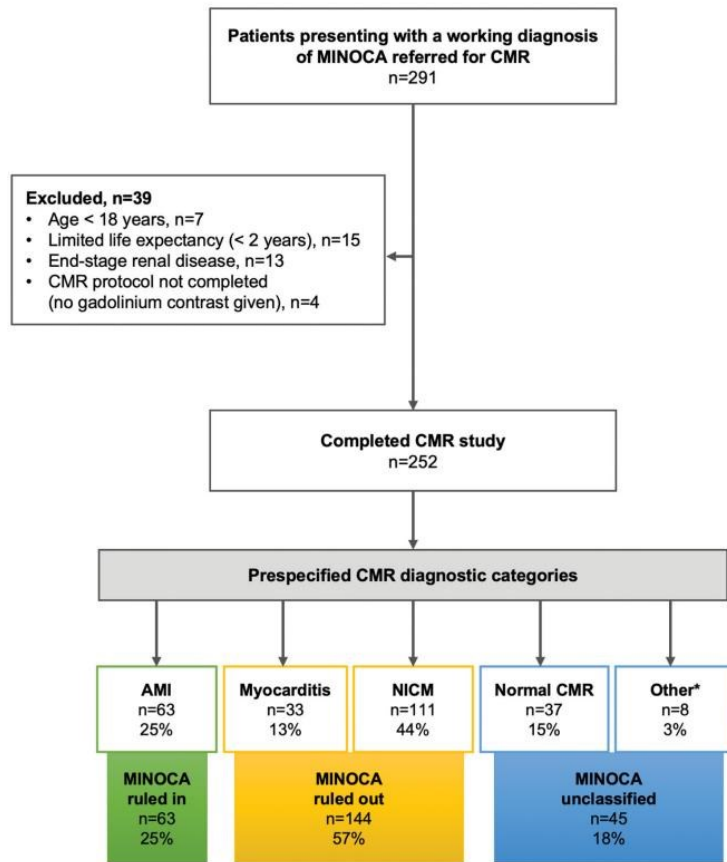 Patients presenting with a working diagnosis
of MINOCA referred for CMR
n=291
Excluded, n=39
• Age < 18 years, n=7
• Limited life expectancy (< 2 years), n=15
• End-stage renal disease, n=13
• CMR protocol not completed
(no gadolinium contrast given), n=4
Completed CMR study
n=252
Prespecified CMR diagnostic categories
AMI
n=63
25%
Myocarditis
n=33
13%
NICM
n=111
44%
Normal CMR
n=37
15%
Other*
n=8
3%
MINOCA
ruled in
n=63
25%
MINOCA
ruled out
n=144
57%
MINOCA
unclassified
n=45
18%